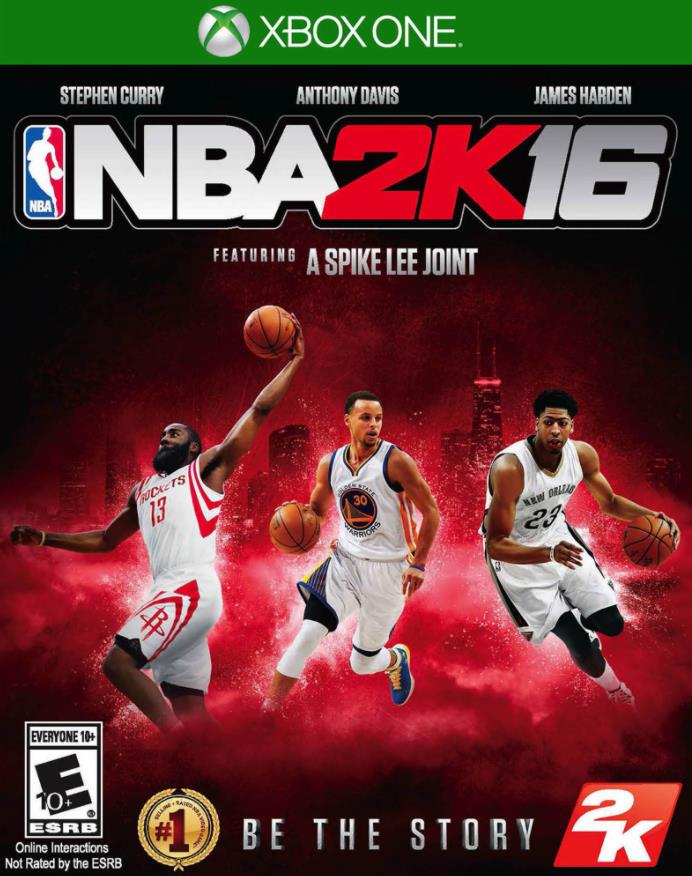 XBOX ONE
STEPHEN CURRY
ANTHONY DAVIS
JAMES HARDEN
NBA
NBA2K16
FEATURING A SPIKE LEE JOINT
ROCKETS
13
R
GOLDEN STATE
30
WARRIORS
NEW ORLEANS
23
EVERYONE 10+
E
10+
ESRB
Online Interactions
Not Rated by the ESRB
#1
BE THE STORY
2K